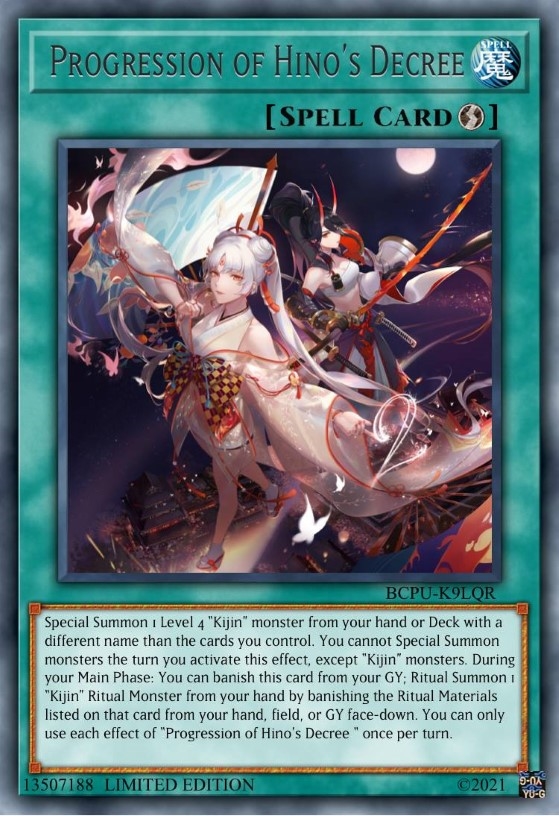 PROGRESSION OF HINO'S DECREE
SPELL
魔
[SPELL CARD]
BCPU-K9LQR
Special Summon 1 Level 4 "Kijin" monster from your hand or Deck with a
different name than the cards you control. You cannot Special Summon
monsters the turn you activate this effect, except "Kijin" monsters. During
your Main Phase: You can banish this card from your GY; Ritual Summon 1
"Kijin" Ritual Monster from your hand by banishing the Ritual Materials
listed on that card from your hand, field, or GY face-down. You can only
use each effect of "Progression of Hino's Decree " once per turn.
13507188 LIMITED EDITION
©2021